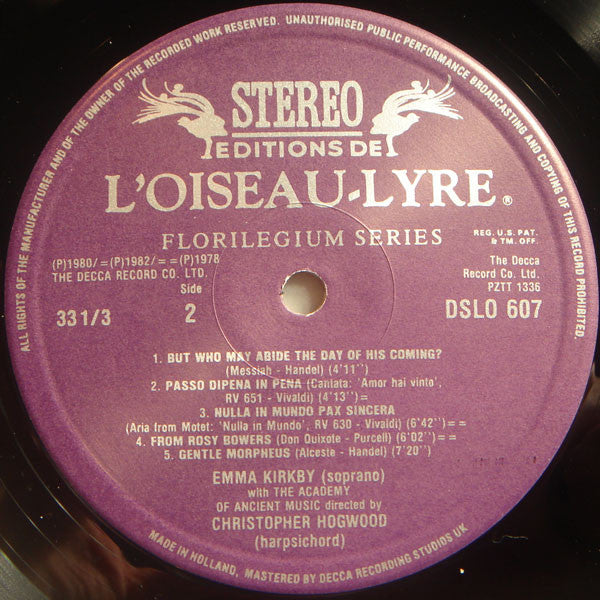 ALL RIGHTS OF THE MANUFACTURER AND OF THE OWNER OF THE RECORDED WORK RESERVED. UNAUTHORISED PUBLIC PERFORMANCE BROADCASTING AND COPYING OF THIS RECORD PROHIBITED.
STEREO
EDITIONS DE
L'OISEAU-LYRE®
FLORILEGIUM SERIES
REG. U.S. PAT.
& TM. OFF.
(P)1980/=(P)1982/==(P)1978
THE DECCA RECORD CO. LTD.
The Decca
Record Co. Ltd.
PZTT 1336
Side
33 1/3
2
DSLO 607
1. BUT WHO MAY ABIDE THE DAY OF HIS COMING?
(Messiah - Handel) (4'11'')
2. PASSO DIPENA IN PENA (Cantata: 'Amor hai vinto',
RV 651 - Vivaldi) (4'13'')=
3. NULLA IN MUNDO PAX SINCERA
(Aria from Motet: 'Nulla in Mundo', RV 630 - Vivaldi) (6'42'')==
4. FROM ROSY BOWERS (Don Quixote - Purcell) (6'02'')==
5. GENTLE MORPHEUS (Alceste - Handel) (7'20'')
EMMA KIRKBY (soprano)
with THE ACADEMY
OF ANCIENT MUSIC directed by
CHRISTOPHER HOGWOOD
(harpsichord)
MADE IN HOLLAND, MASTERED BY DECCA RECORDING STUDIOS UK